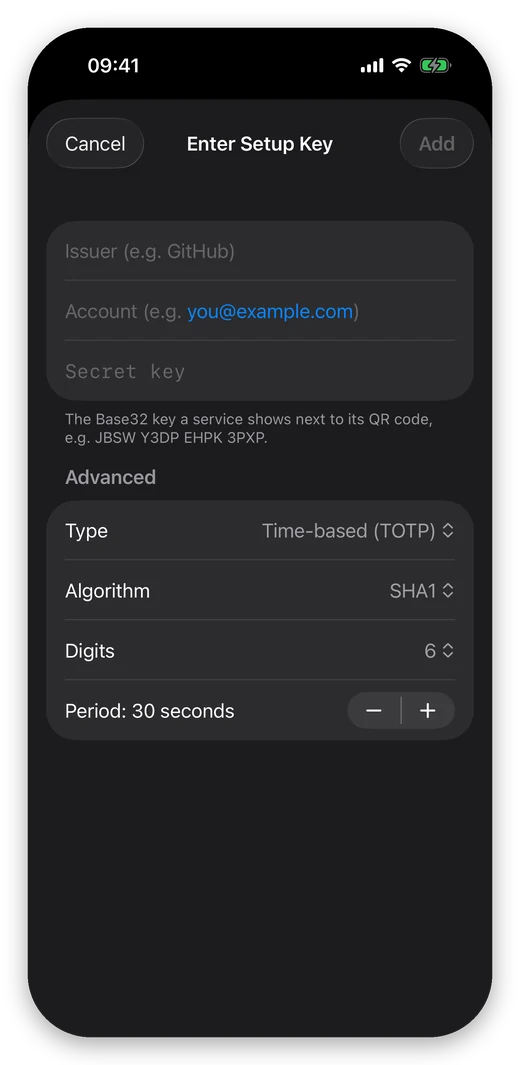 09:41
Cancel
Enter Setup Key
Add
Issuer (e.g. GitHub)
Account (e.g. you@example.com)
Secret key
The Base32 key a service shows next to its QR code,
e.g. JBSW Y3DP EHPK 3PXP.
Advanced
Type
Time-based (TOTP)
Algorithm
SHA1
Digits
6
Period: 30 seconds